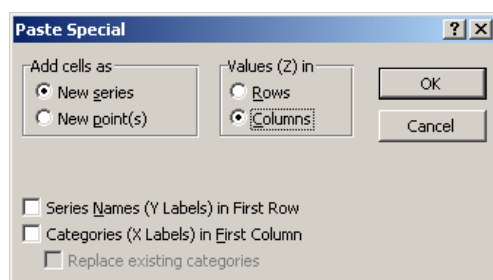 Paste Special
Add cells as
New series
New point(s)
Values (Z) in
Rows
Columns
OK
Cancel
Series Names (Y Labels) in First Row
Categories (X Labels) in First Column
Replace existing categories